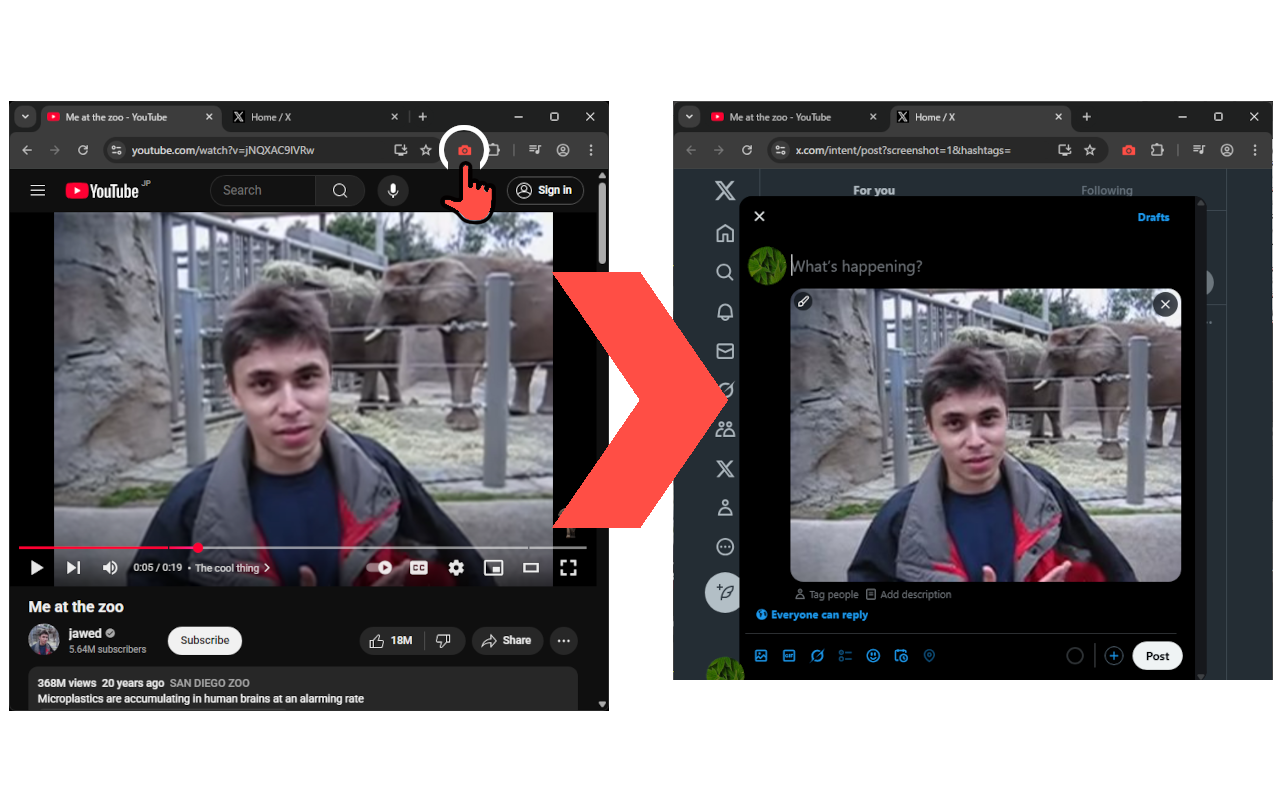 Me at the zoo - YouTube
Home / X
youtube.com/watch?v=jNQXAC9IVRw
YouTube JP
Search
Sign in
0:05 / 0:19 • The cool thing
CC
Me at the zoo
jawed
5.64M subscribers
Subscribe
18M
Share
368M views 20 years ago SAN DIEGO ZOO
Microplastics are accumulating in human brains at an alarming rate
Me at the zoo - YouTube
Home / X
x.com/intent/post?screenshot=1&hashtags=
For you
Following
Drafts
What's happening?
Tag people
Add description
Everyone can reply
GIF
Post